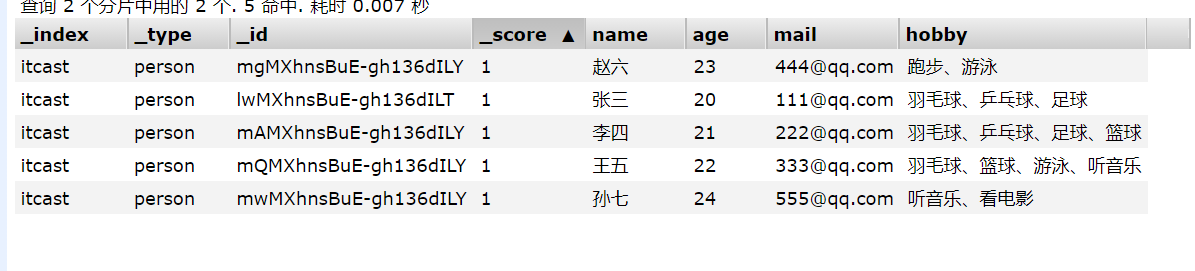 查询 2 个分片中用的 2 个. 5 命中. 耗时 0.007 秒
_index _type _id _score ▲ name age mail hobby
itcast person mgMXhnsBuE-gh136dILY 1 赵六 23 444@qq.com 跑步、游泳
itcast person lwMXhnsBuE-gh136dILT 1 张三 20 111@qq.com 羽毛球、乒乓球、足球
itcast person mAMXhnsBuE-gh136dILY 1 李四 21 222@qq.com 羽毛球、乒乓球、足球、篮球
itcast person mQMXhnsBuE-gh136dILY 1 王五 22 333@qq.com 羽毛球、篮球、游泳、听音乐
itcast person mwMXhnsBuE-gh136dILY 1 孙七 24 555@qq.com 听音乐、看电影